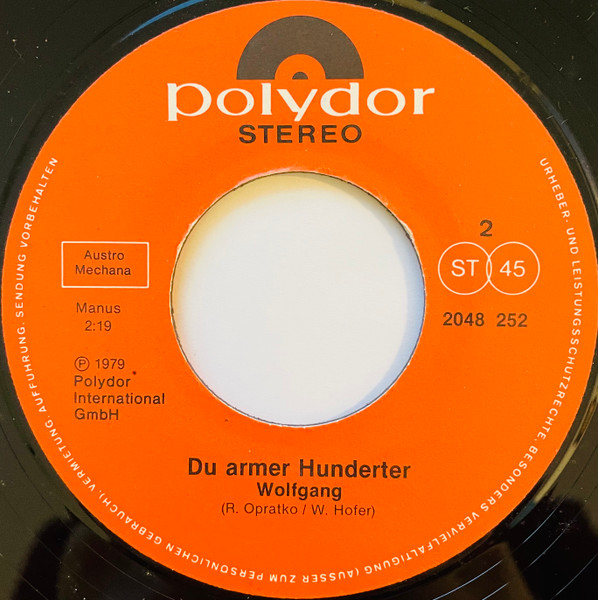 polydor
STEREO
Austro
Mechana
Manus
2:19
Ⓟ 1979
Polydor
International
GmbH
2
ST 45
2048 252
Du armer Hunderter
Wolfgang
(R. Opratko / W. Hofer)
URHEBER- UND LEISTUNGSSCHUTZRECHTE, BESONDERS VERVIELFÄLTIGUNG (AUSSER ZUM PERSÖNLICHEN GEBRAUCH), VERMIETUNG, AUFFÜHRUNG, SENDUNG VORBEHALTEN